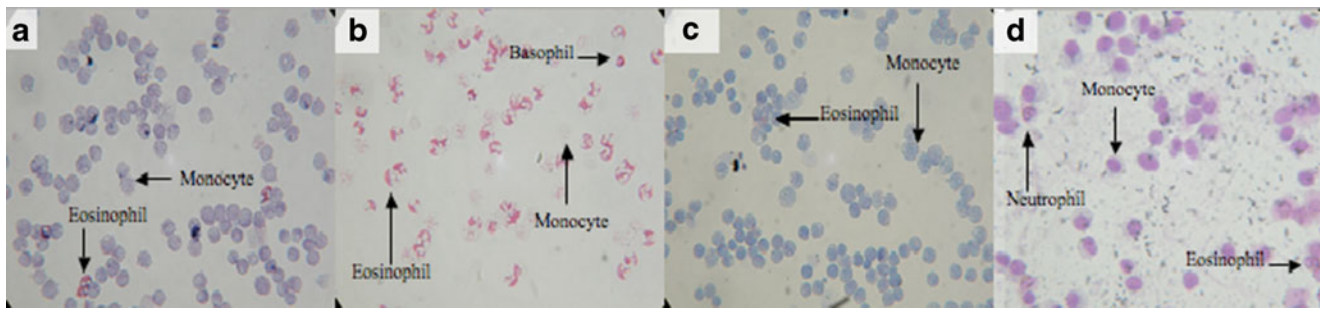 a
Monocyte
Eosinophil
b
Basophil
Monocyte
Eosinophil
c
Monocyte
Eosinophil
d
Monocyte
Neutrophil
Eosinophil